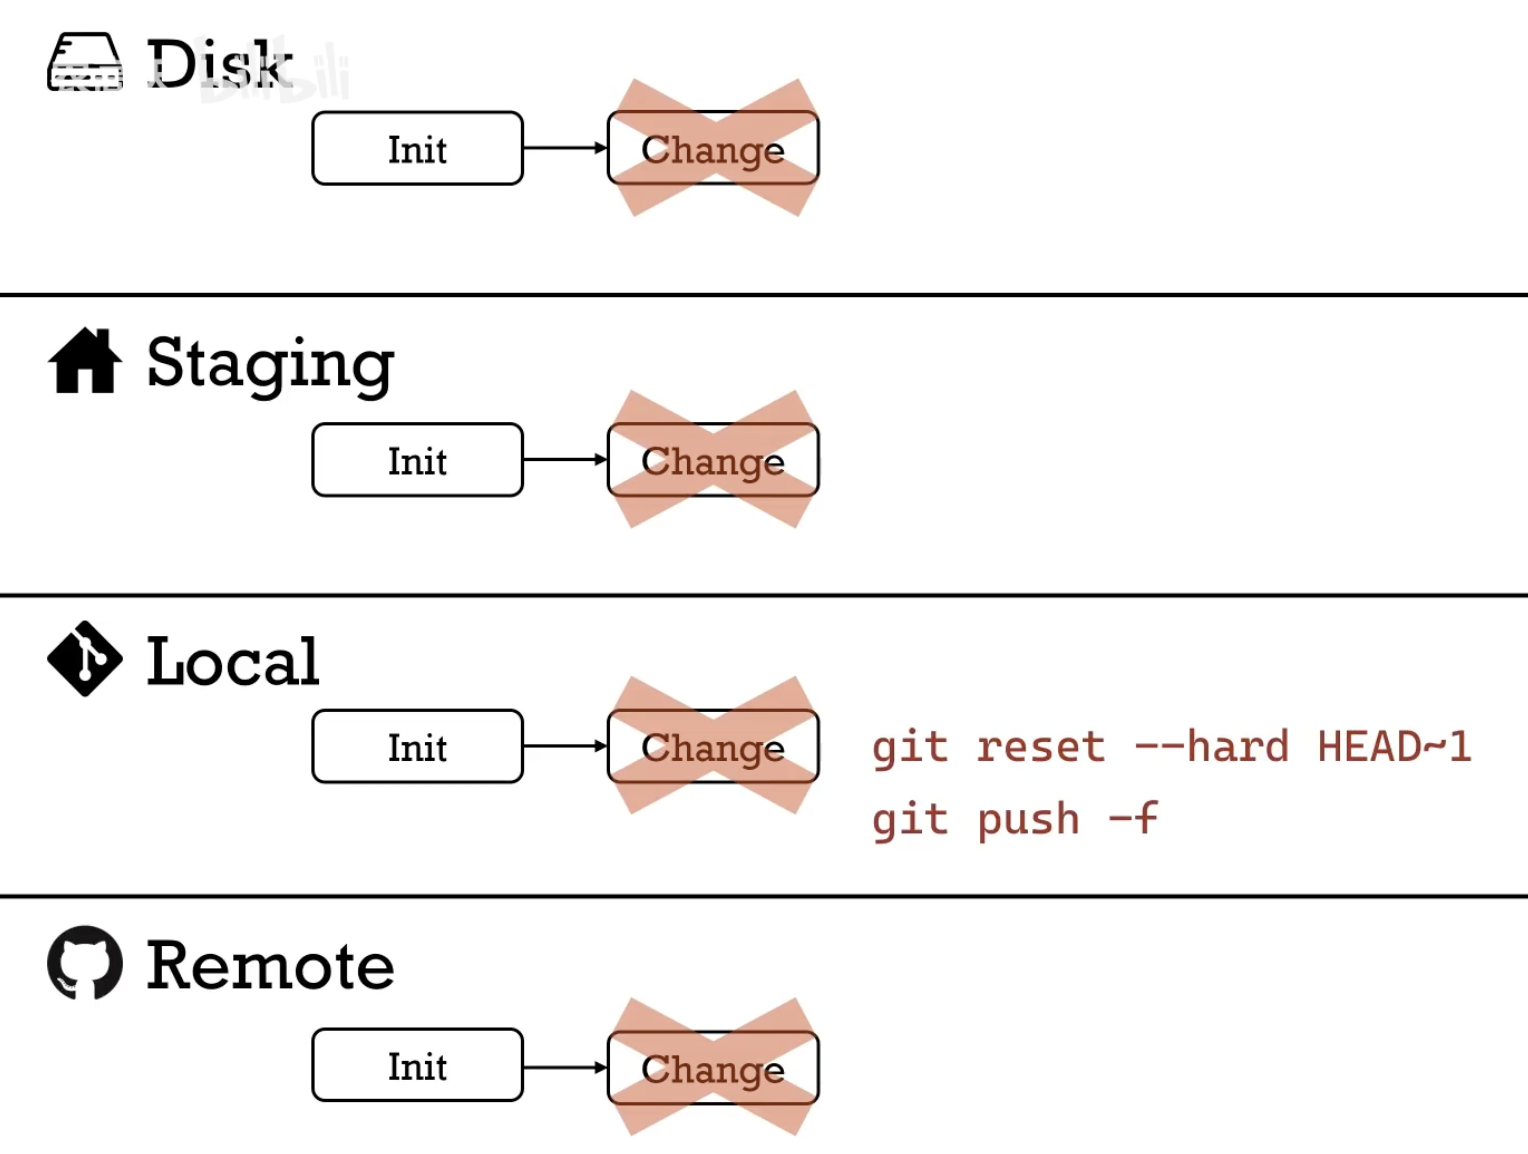 Disk
bilibili
Init
Change
Staging
Init
Change
Local
Init
Change
git reset --hard HEAD~1
git push -f
Remote
Init
Change